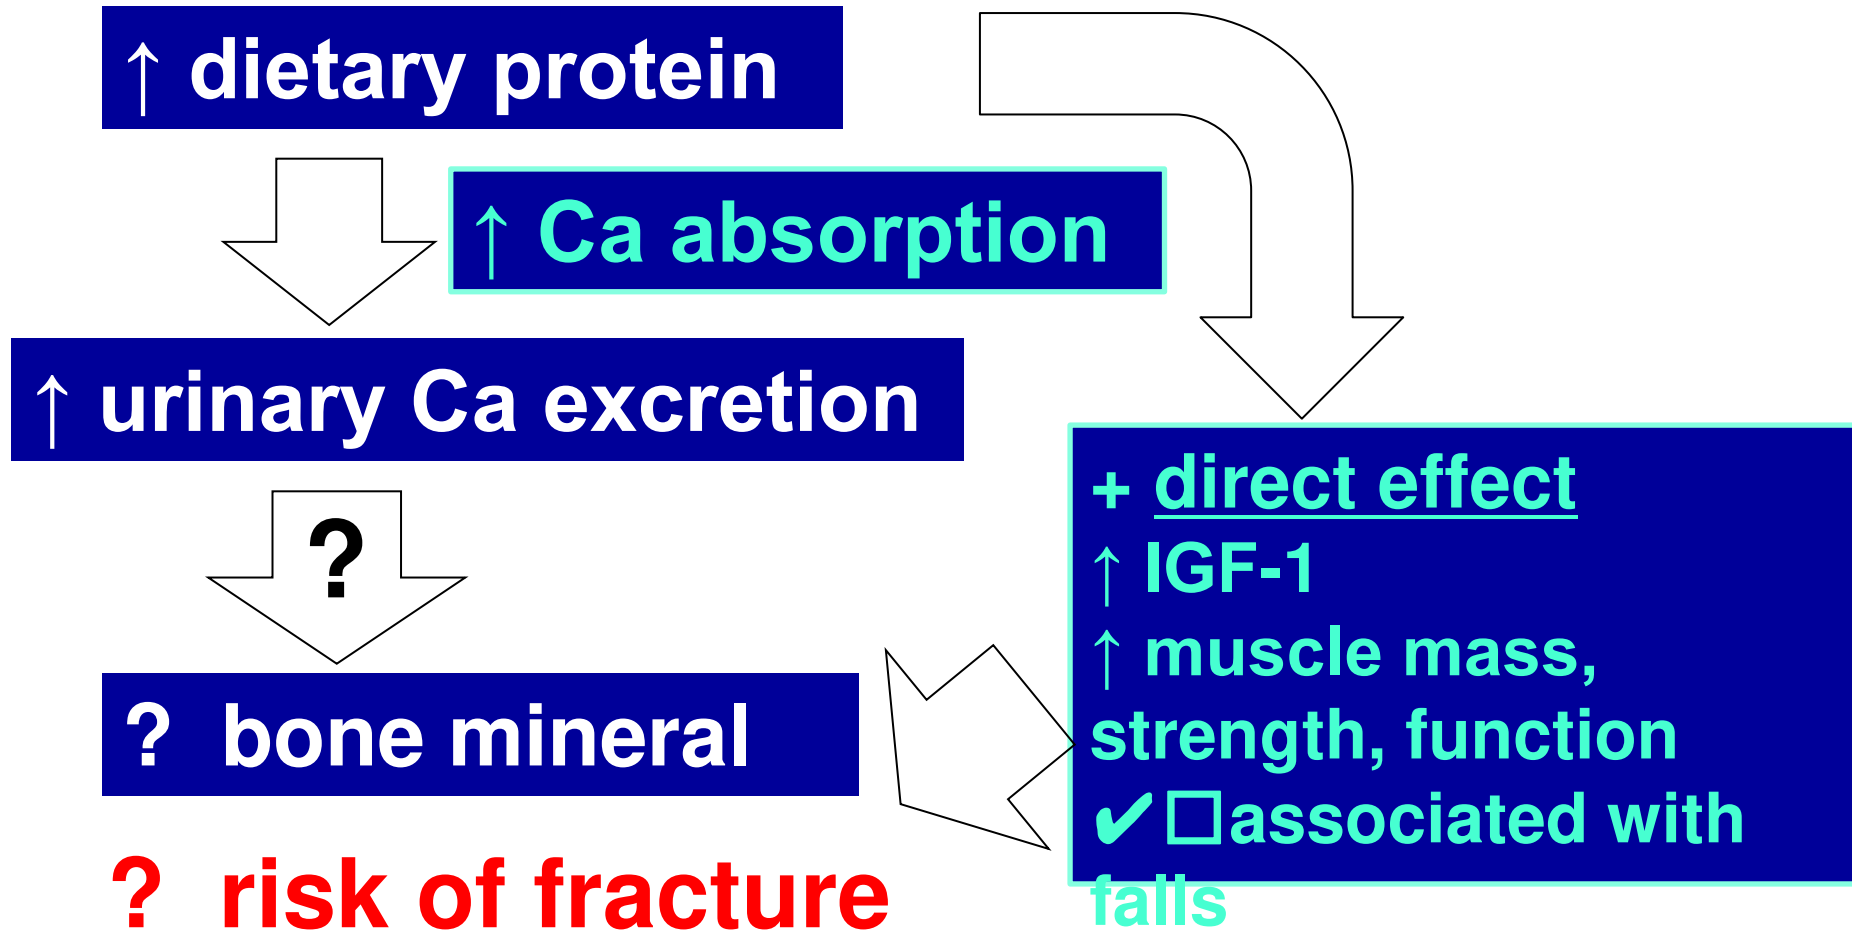 ↑ dietary protein
↑ Ca absorption
↑ urinary Ca excretion
?
? bone mineral
? risk of fracture
+ direct effect
↑ IGF-1
↑ muscle mass,
strength, function
✔□associated with
falls